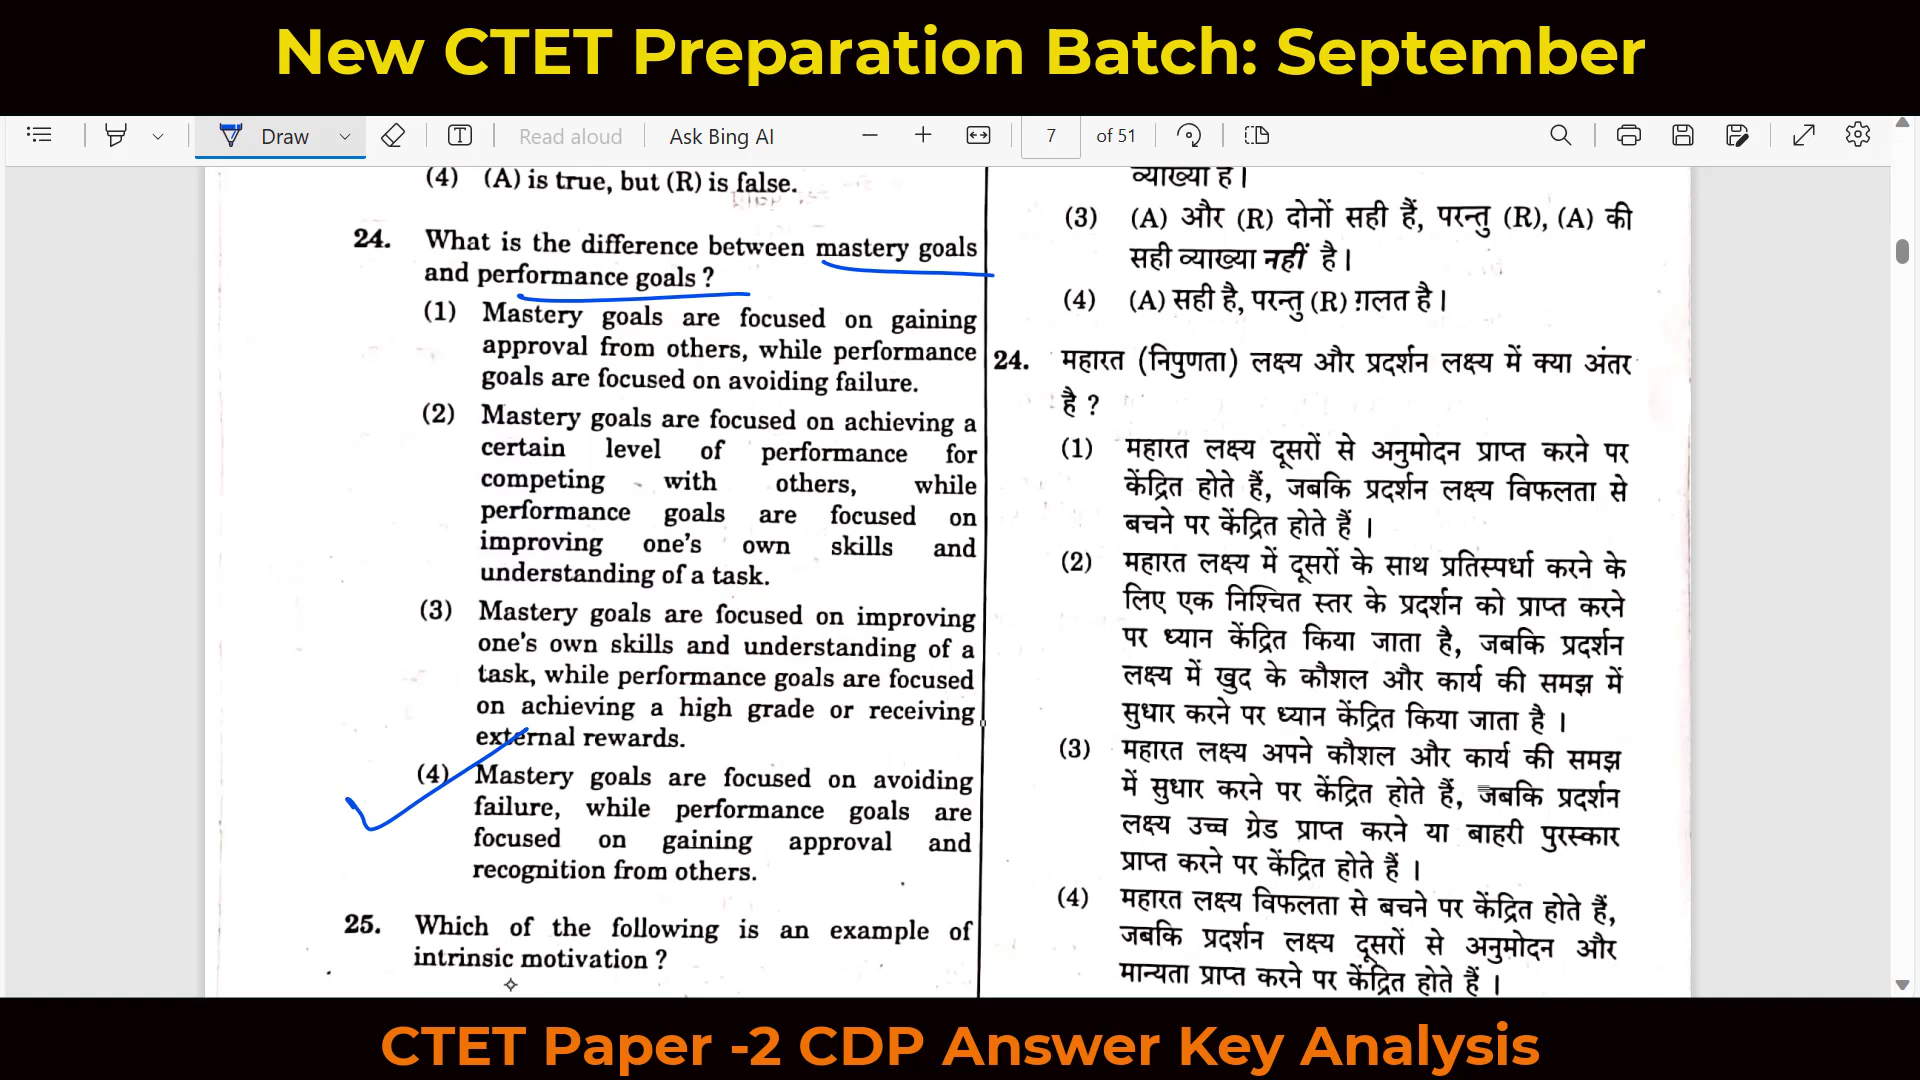 New CTET Preparation Batch: September
Draw
Read aloud
Ask Bing AI
7
of 51
(4) (A) is true, but (R) is false.
24. What is the difference between mastery goals
and performance goals ?
(1) Mastery goals are focused on gaining
approval from others, while performance
goals are focused on avoiding failure.
(2) Mastery goals are focused on achieving a
certain level of performance for
competing with others, while
performance goals are focused on
improving one's own skills and
understanding of a task.
(3) Mastery goals are focused on improving
one's own skills and understanding of a
task, while performance goals are focused
on achieving a high grade or receiving
external rewards.
(4) Mastery goals are focused on avoiding
failure, while performance goals are
focused on gaining approval and
recognition from others.
25. Which of the following is an example of
intrinsic motivation ?
व्याख्या है।
(3) (A) और (R) दोनों सही हैं, परन्तु (R), (A) की
सही व्याख्या नहीं है।
(4) (A) सही है, परन्तु (R) ग़लत है।
24. महारत (निपुणता) लक्ष्य और प्रदर्शन लक्ष्य में क्या अंतर
है ?
(1) महारत लक्ष्य दूसरों से अनुमोदन प्राप्त करने पर
केंद्रित होते हैं, जबकि प्रदर्शन लक्ष्य विफलता से
बचने पर केंद्रित होते हैं ।
(2) महारत लक्ष्य में दूसरों के साथ प्रतिस्पर्धा करने के
लिए एक निश्चित स्तर के प्रदर्शन को प्राप्त करने
पर ध्यान केंद्रित किया जाता है, जबकि प्रदर्शन
लक्ष्य में खुद के कौशल और कार्य की समझ में
सुधार करने पर ध्यान केंद्रित किया जाता है ।
(3) महारत लक्ष्य अपने कौशल और कार्य की समझ
में सुधार करने पर केंद्रित होते हैं, जबकि प्रदर्शन
लक्ष्य उच्च ग्रेड प्राप्त करने या बाहरी पुरस्कार
प्राप्त करने पर केंद्रित होते हैं ।
(4) महारत लक्ष्य विफलता से बचने पर केंद्रित होते हैं,
जबकि प्रदर्शन लक्ष्य दूसरों से अनुमोदन और
मान्यता प्राप्त करने पर केंद्रित होते हैं ।
CTET Paper -2 CDP Answer Key Analysis